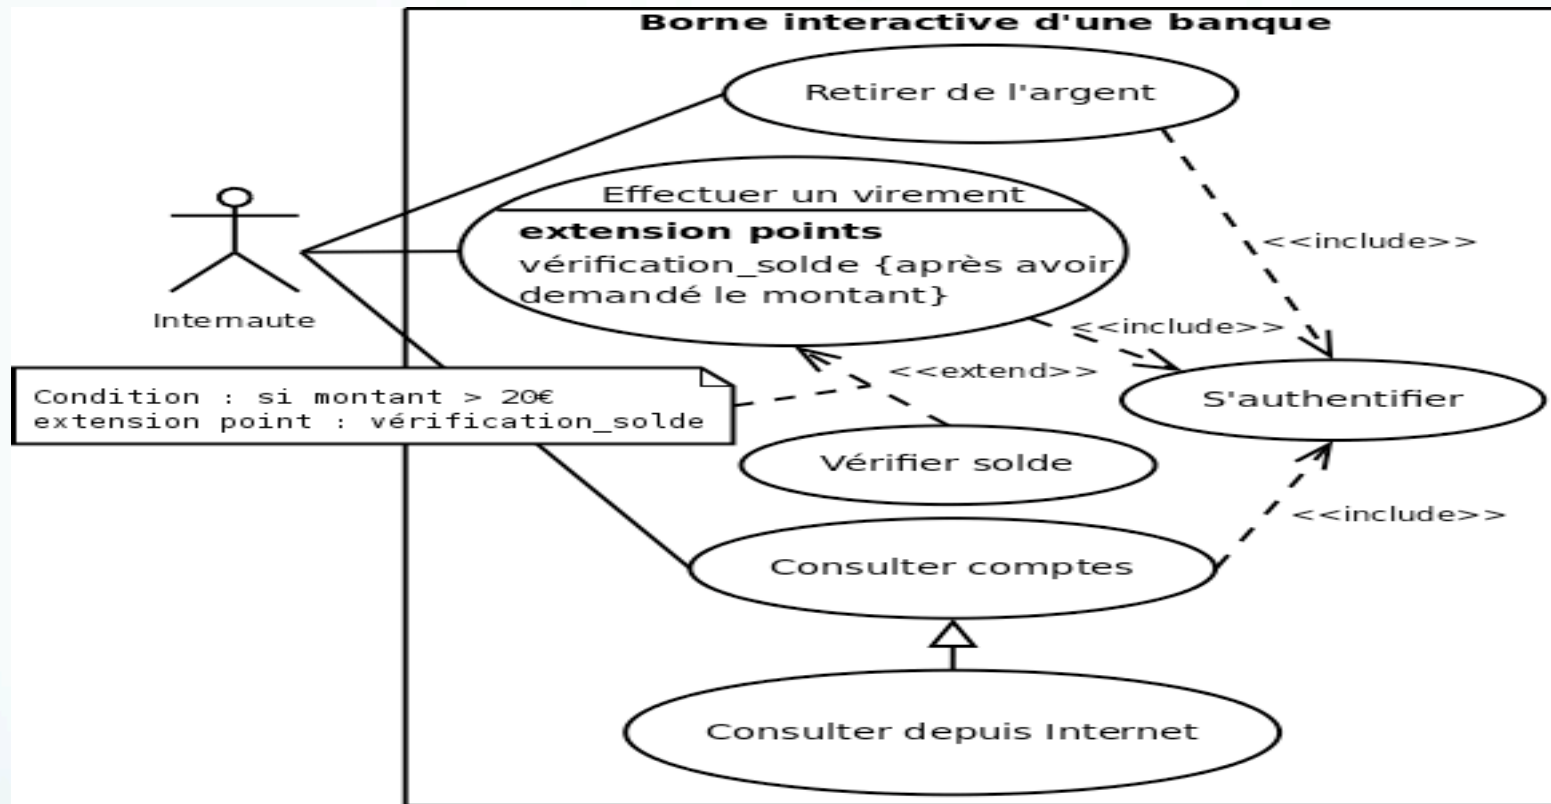 Borne interactive d'une banque
Retirer de l'argent
Effectuer un virement
extension points
vérification_solde {après avoir
demandé le montant}
<<include>>
Internaute
<<include>>
<<extend>>
Condition : si montant > 20€
extension point : vérification_solde
S'authentifier
Vérifier solde
<<include>>
Consulter comptes
Consulter depuis Internet